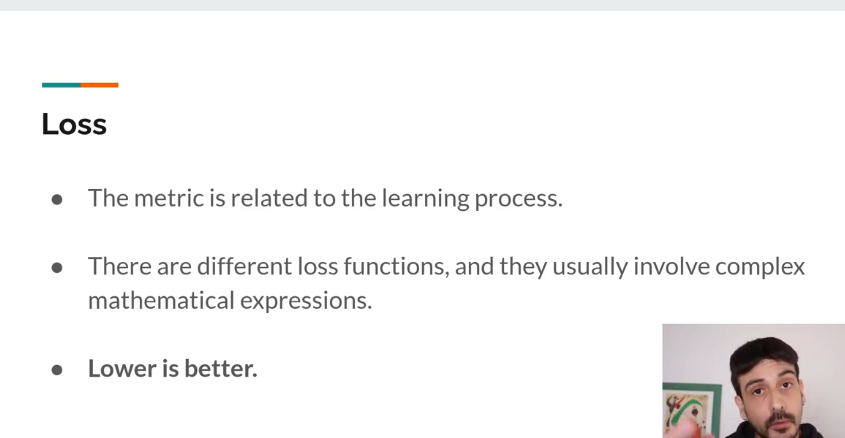 Loss
● The metric is related to the learning process.
● There are different loss functions, and they usually involve complex
mathematical expressions.
● Lower is better.